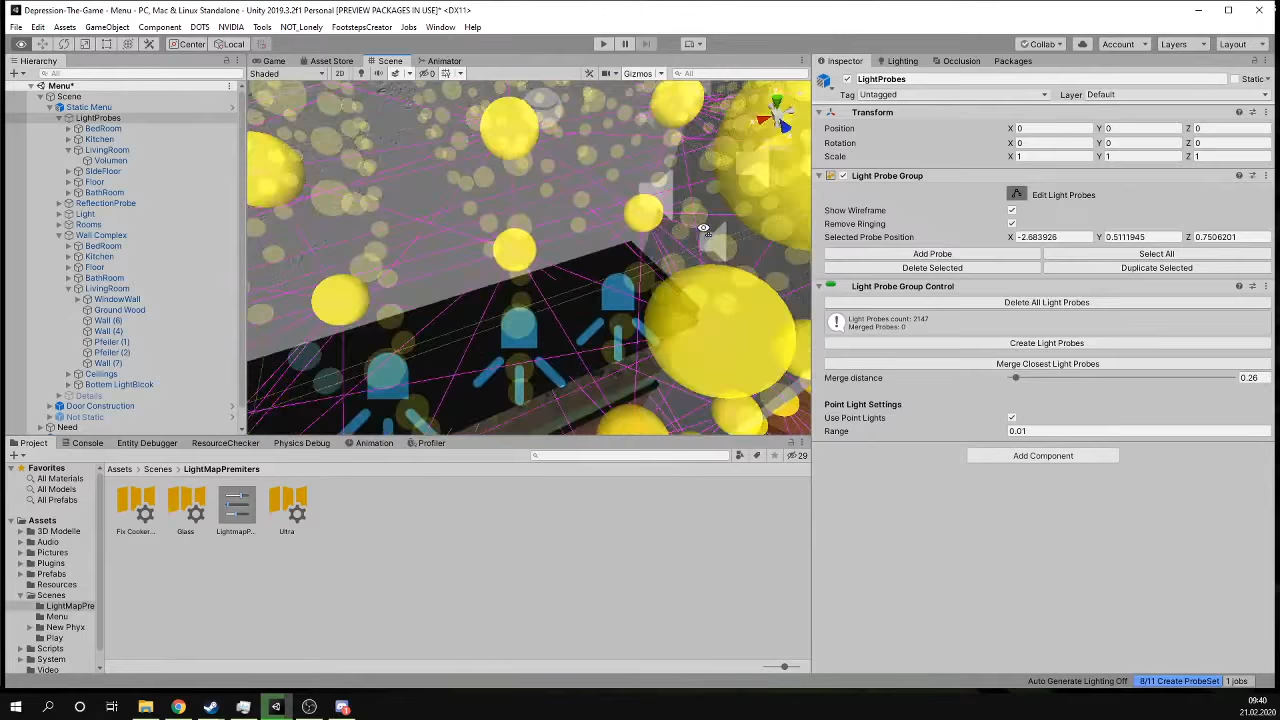 Depression-The-Game - Menu - PC, Mac & Linux Standalone - Unity 2019.3.2f1 Personal [PREVIEW PACKAGES IN USE]* <DX11>
File Edit Assets GameObject Component DOTS NVIDIA Tools NOT_Lonely FootstepsCreator Jobs Window Help
Center Local Collab Account Layers Layout
Hierarchy
All
Menu*
Scene
Static Menu
LightProbes
BedRoom
Kitchen
LivingRoom
Volumen
SideFloor
Floor
BathRoom
ReflectionProbe
Light
Rooms
Wall Complex
BedRoom
Kitchen
Floor
BathRoom
LivingRoom
WindowWall
Ground Wood
Wall (6)
Wall (4)
Pfeiler (1)
Pfeiler (2)
Wall (7)
Ceillings
Bottem LightBlcok
Details
Door Construction
Not Static
Need
Game Asset Store Scene Animator
Shaded 2D 0 Gizmos All
Inspector Lighting Occlusion Packages
LightProbes Static
Tag Untagged Layer Default
Transform
Position X 0 Y 0 Z 0
Rotation X 0 Y 0 Z 0
Scale X 1 Y 1 Z 1
Light Probe Group
Edit Light Probes
Show Wireframe
Remove Ringing
Selected Probe Position X -2.683926 Y 0.5111945 Z 0.7506201
Add Probe Select All
Delete Selected Duplicate Selected
Light Probe Group Control
Delete All Light Probes
Light Probes count: 2147
Merged Probes: 0
Create Light Probes
Merge Closest Light Probes
Merge distance 0.26
Point Light Settings
Use Point Lights
Range 0.01
Add Component
Project Console Entity Debugger ResourceChecker Physics Debug Animation Profiler
29
Favorites
All Materials
All Models
All Prefabs
Assets
3D Modelle
Audio
Pictures
Plugins
Prefabs
Resources
Scenes
LightMapPre
Menu
New Phyx
Play
Scripts
System
Video
Assets Scenes LightMapPremiters
Fix Cooker... Glass LightmapP... Ultra
Auto Generate Lighting Off 8/11 Create ProbeSet 1 jobs
09:40
21.02.2020